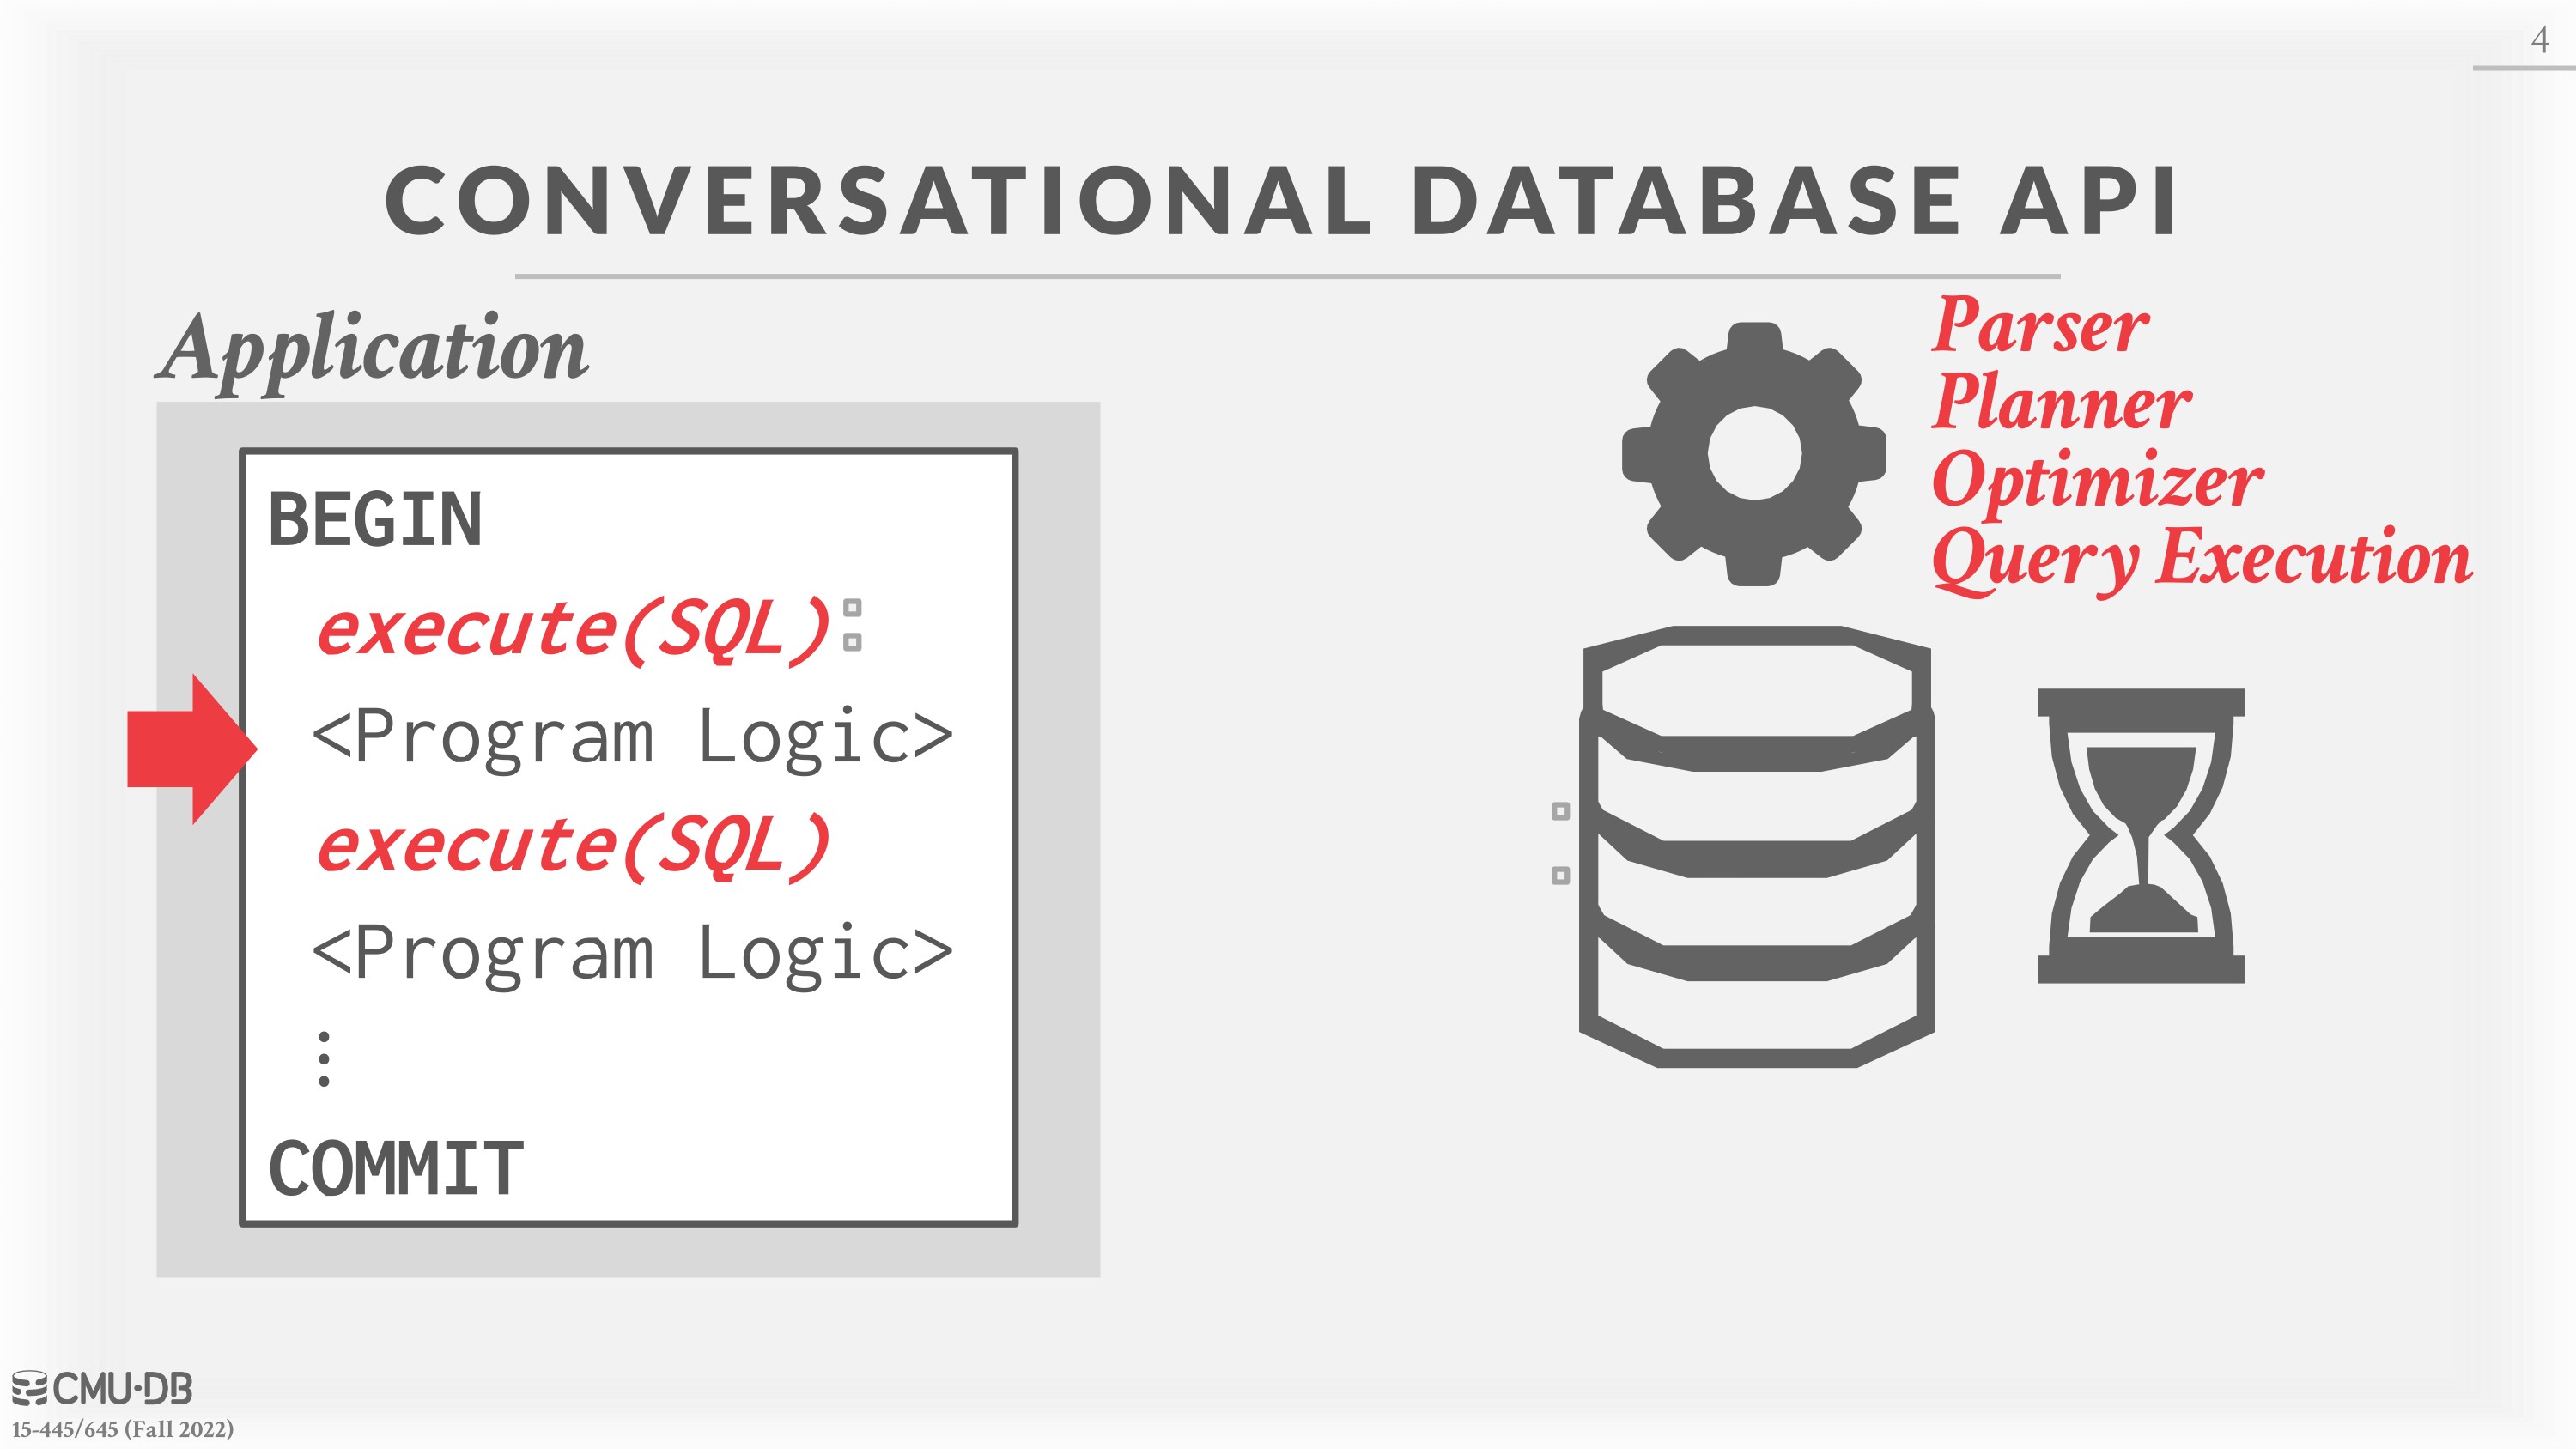 4
CONVERSATIONAL DATABASE API
Application
BEGIN
execute(SQL)
<Program Logic>
execute(SQL)
<Program Logic>
⋮
COMMIT
Parser
Planner
Optimizer
Query Execution
CMU·DB
15-445/645 (Fall 2022)